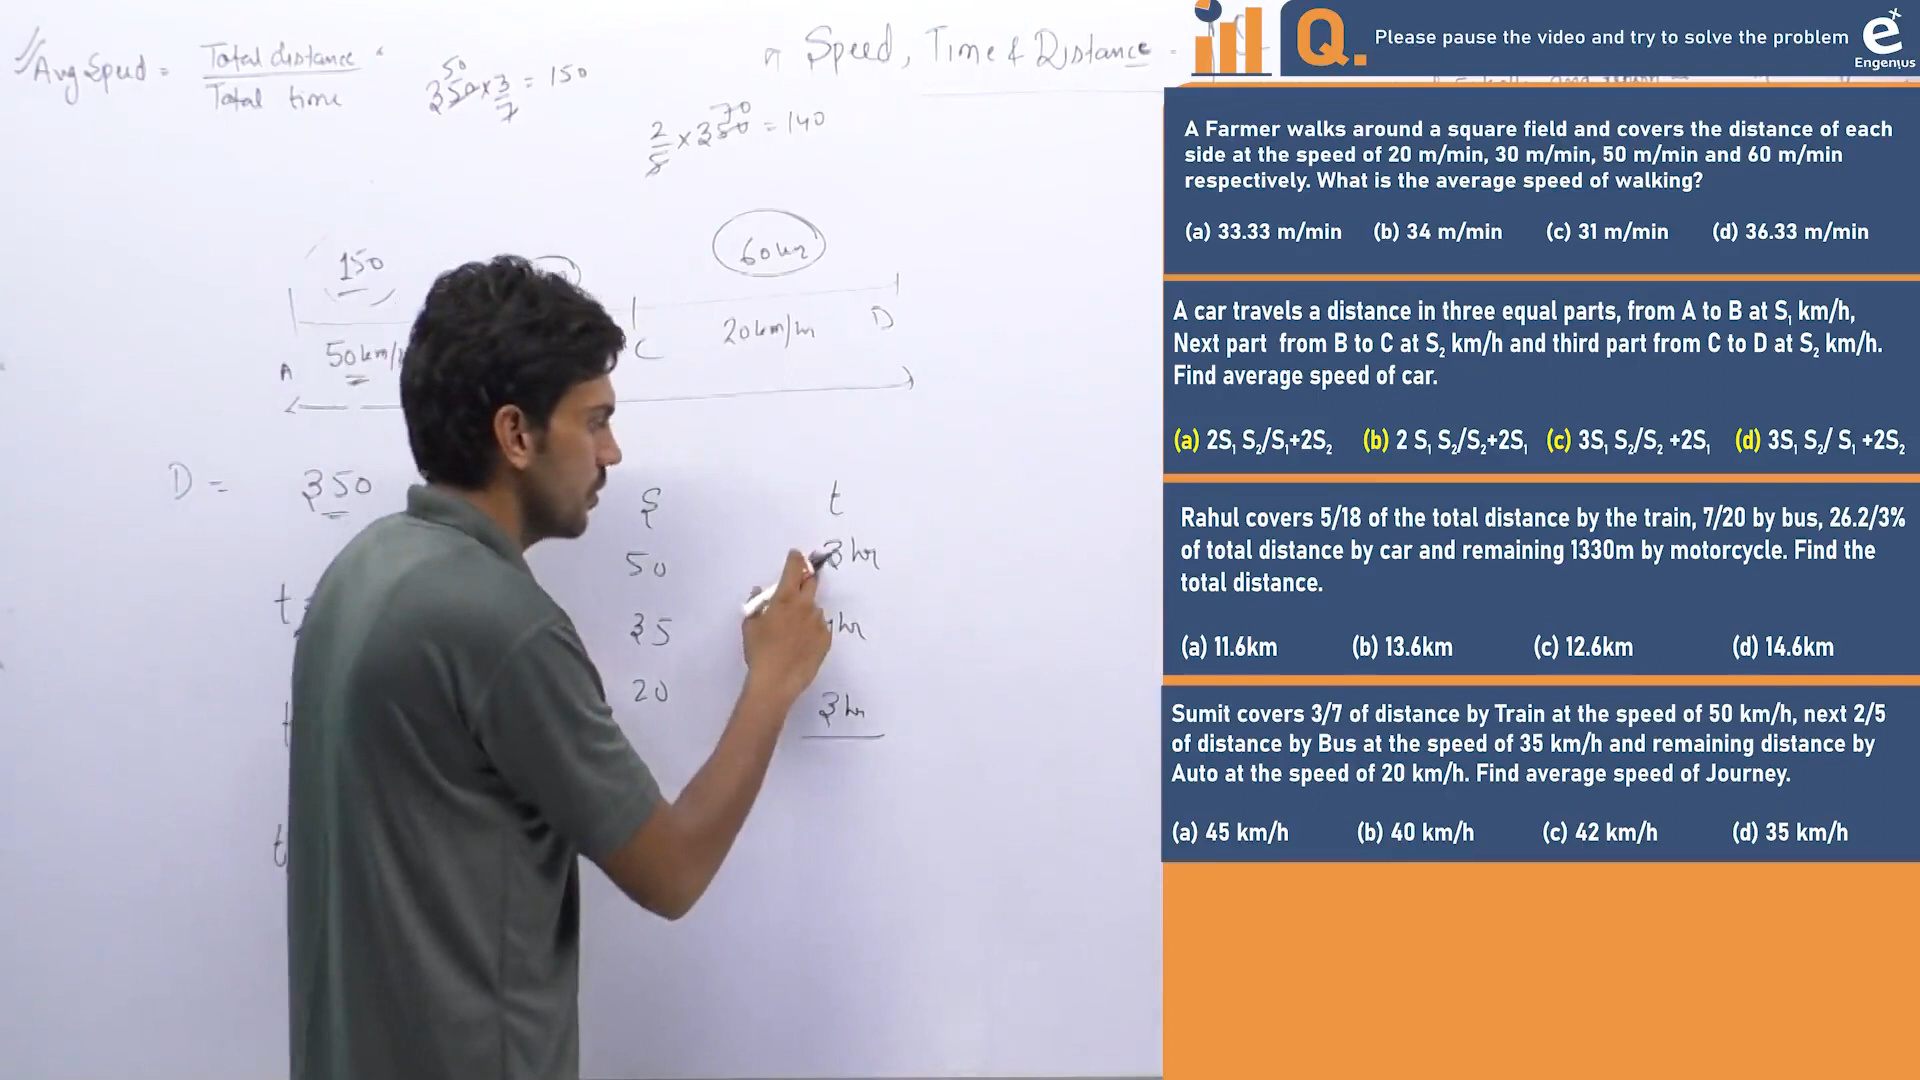 Avg Speed = Total distance
Total time
350 x 3/7 = 150
50
2/5 x 350 = 140
70
Speed, Time & Distance
150
60km
50km/
20km/hr
A
C
D
D = 350
S
t
50
3hr
35
hr
20
3hr
t
t
t
Q.
Please pause the video and try to solve the problem
ex
Engenius
A Farmer walks around a square field and covers the distance of each
side at the speed of 20 m/min, 30 m/min, 50 m/min and 60 m/min
respectively. What is the average speed of walking?
(a) 33.33 m/min (b) 34 m/min (c) 31 m/min (d) 36.33 m/min
A car travels a distance in three equal parts, from A to B at S₁ km/h,
Next part from B to C at S₂ km/h and third part from C to D at S₂ km/h.
Find average speed of car.
(a) 2S₁ S₂/S₁+2S₂ (b) 2 S₁ S₂/S₂+2S₁ (c) 3S₁ S₂/S₂ +2S₁ (d) 3S₁ S₂/ S₁ +2S₂
Rahul covers 5/18 of the total distance by the train, 7/20 by bus, 26.2/3%
of total distance by car and remaining 1330m by motorcycle. Find the
total distance.
(a) 11.6km (b) 13.6km (c) 12.6km (d) 14.6km
Sumit covers 3/7 of distance by Train at the speed of 50 km/h, next 2/5
of distance by Bus at the speed of 35 km/h and remaining distance by
Auto at the speed of 20 km/h. Find average speed of Journey.
(a) 45 km/h (b) 40 km/h (c) 42 km/h (d) 35 km/h